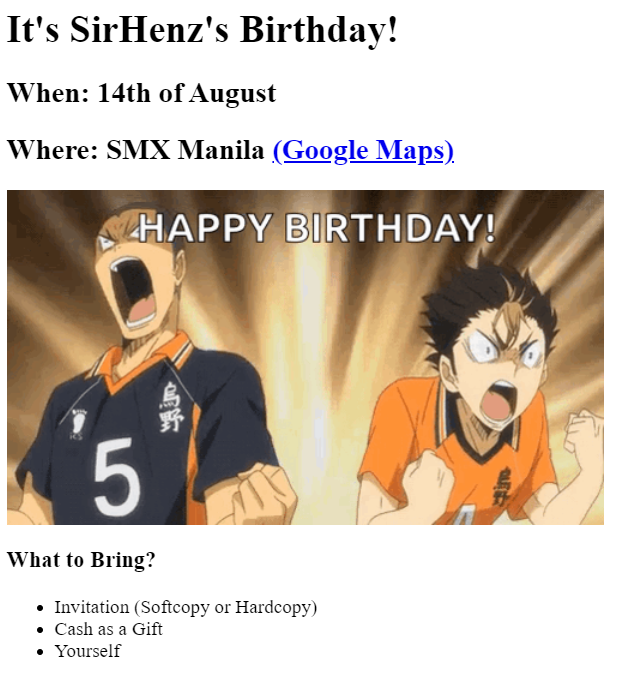 It's SirHenz's Birthday!
When: 14th of August
Where: SMX Manila (Google Maps)
HAPPY BIRTHDAY!
烏野
5
烏野
What to Bring?
Invitation (Softcopy or Hardcopy)
Cash as a Gift
Yourself